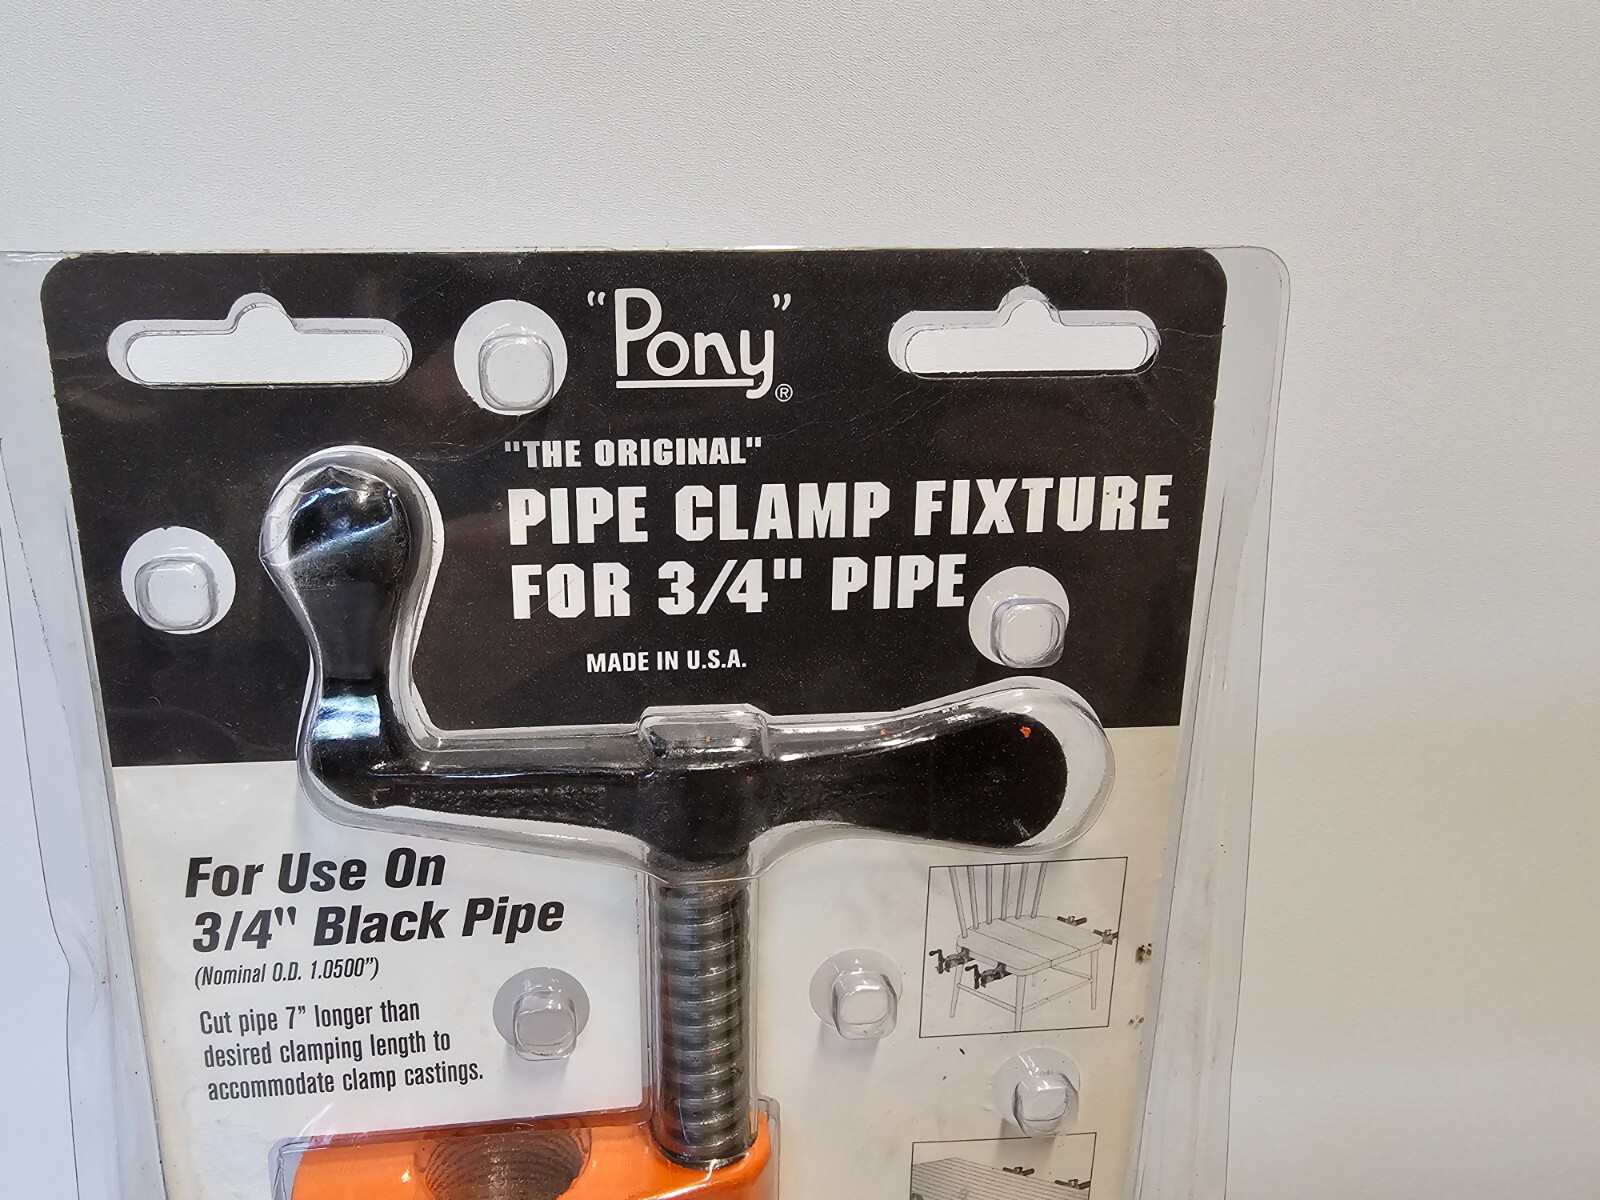 "Pony"®
"THE ORIGINAL"
PIPE CLAMP FIXTURE
FOR 3/4" PIPE
MADE IN U.S.A.
For Use On
3/4" Black Pipe
(Nominal O.D. 1.0500")
Cut pipe 7" longer than
desired clamping length to
accommodate clamp castings.